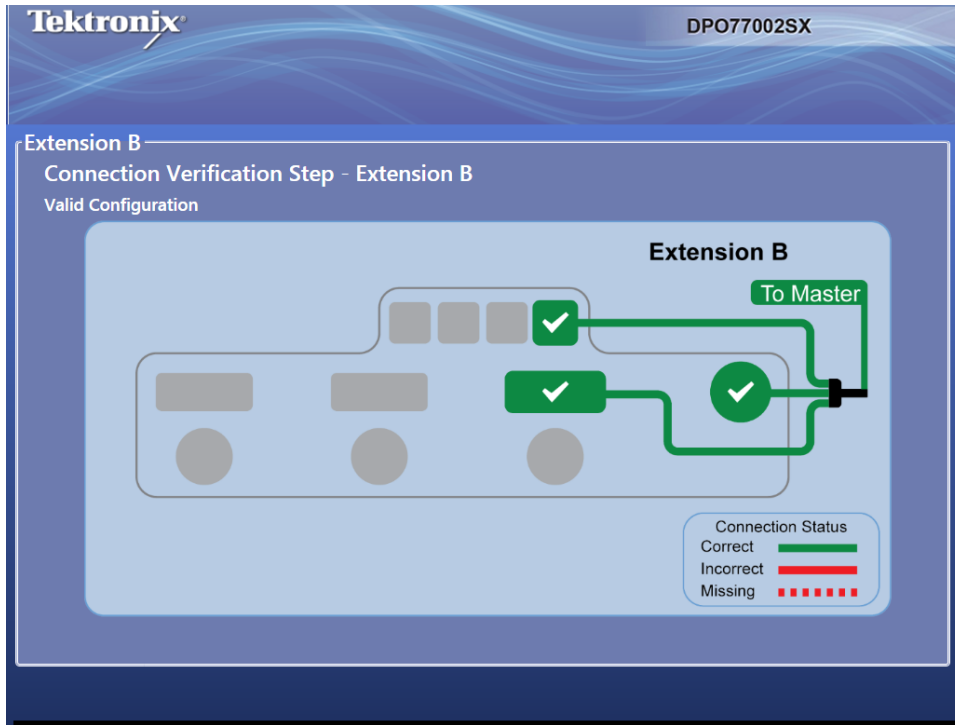 Tektronix®
DPO77002SX
Extension B
Connection Verification Step - Extension B
Valid Configuration
Extension B
To Master
Connection Status
Correct
Incorrect
Missing